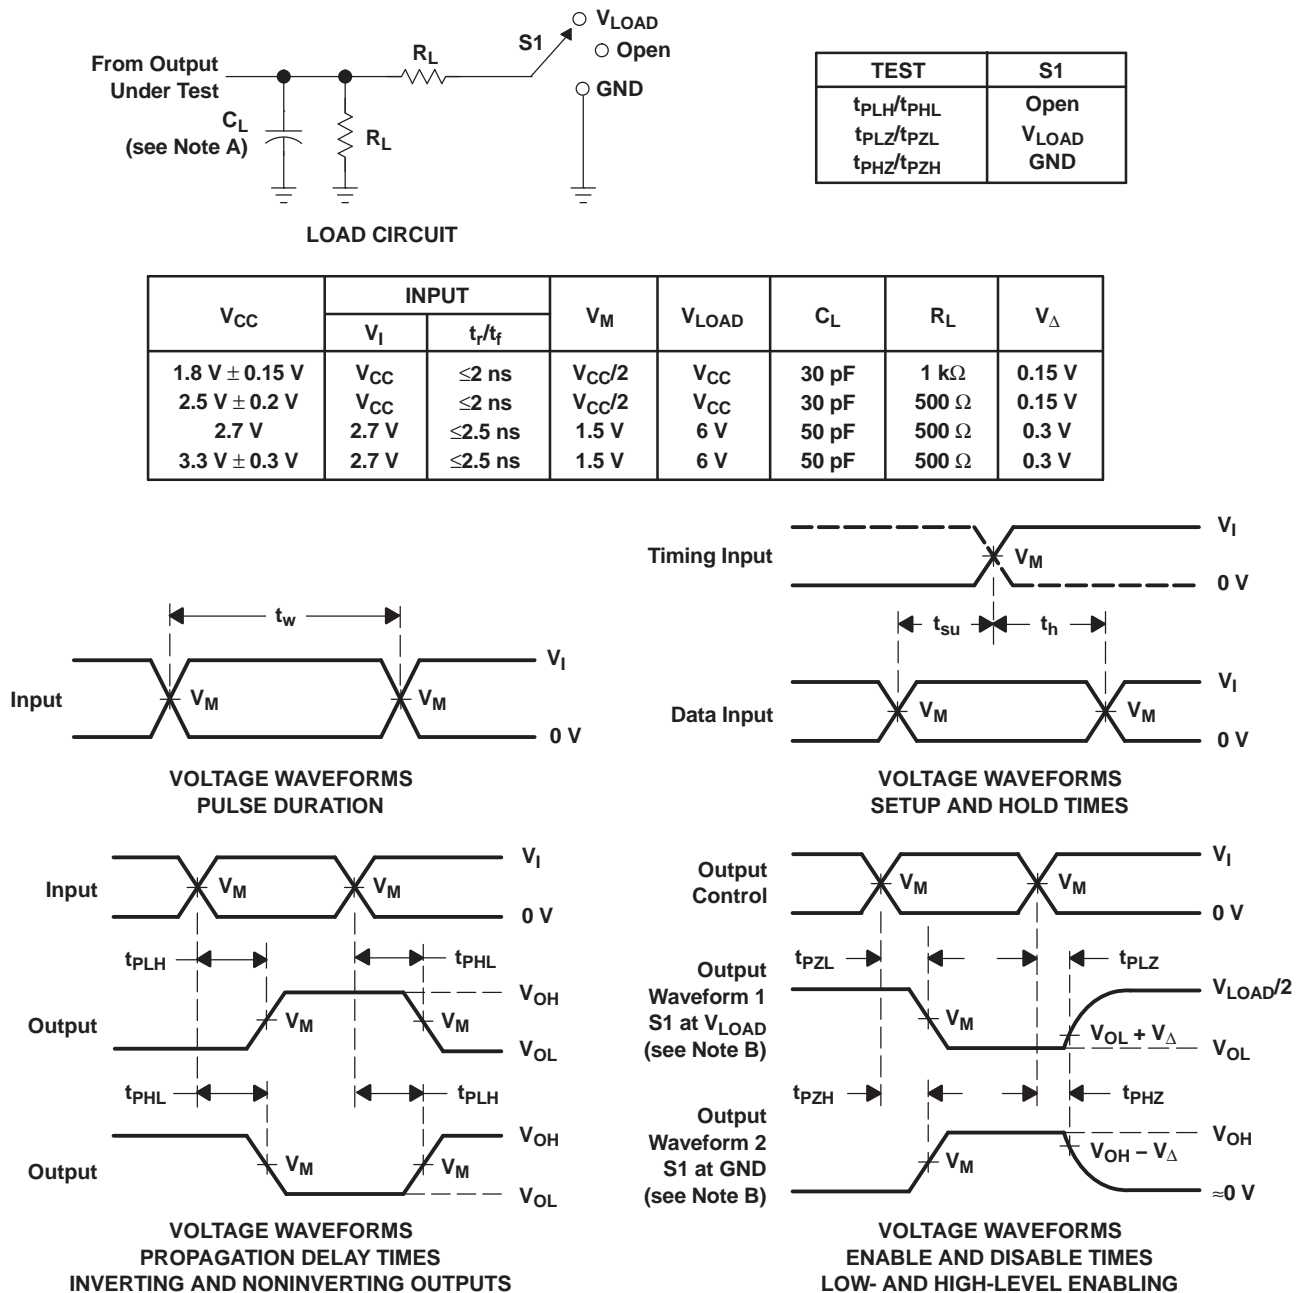 From Output
Under Test
C_L
(see Note A)
R_L
R_L
S1
V_LOAD
Open
GND
LOAD CIRCUIT
TEST S1
t_PLH/t_PHL Open
t_PLZ/t_PZL V_LOAD
t_PHZ/t_PZH GND
V_CC INPUT V_M V_LOAD C_L R_L V_Δ
V_I t_r/t_f
1.8 V ± 0.15 V V_CC ≤2 ns V_CC/2 V_CC 30 pF 1 kΩ 0.15 V
2.5 V ± 0.2 V V_CC ≤2 ns V_CC/2 V_CC 30 pF 500 Ω 0.15 V
2.7 V 2.7 V ≤2.5 ns 1.5 V 6 V 50 pF 500 Ω 0.3 V
3.3 V ± 0.3 V 2.7 V ≤2.5 ns 1.5 V 6 V 50 pF 500 Ω 0.3 V
t_w
Input
V_M
V_M
V_I
0 V
VOLTAGE WAVEFORMS
PULSE DURATION
Timing Input
V_M
V_I
0 V
t_su
t_h
Data Input
V_M
V_M
V_I
0 V
VOLTAGE WAVEFORMS
SETUP AND HOLD TIMES
Input
V_M
V_M
V_I
0 V
t_PLH
t_PHL
Output
V_M
V_M
V_OH
V_OL
t_PHL
t_PLH
Output
V_M
V_M
V_OH
V_OL
VOLTAGE WAVEFORMS
PROPAGATION DELAY TIMES
INVERTING AND NONINVERTING OUTPUTS
Output
Control
V_M
V_M
V_I
0 V
t_PZL
t_PLZ
Output
Waveform 1
S1 at V_LOAD
(see Note B)
V_M
V_OL + V_Δ
V_LOAD/2
V_OL
t_PZH
t_PHZ
Output
Waveform 2
S1 at GND
(see Note B)
V_M
V_OH − V_Δ
V_OH
≈0 V
VOLTAGE WAVEFORMS
ENABLE AND DISABLE TIMES
LOW- AND HIGH-LEVEL ENABLING